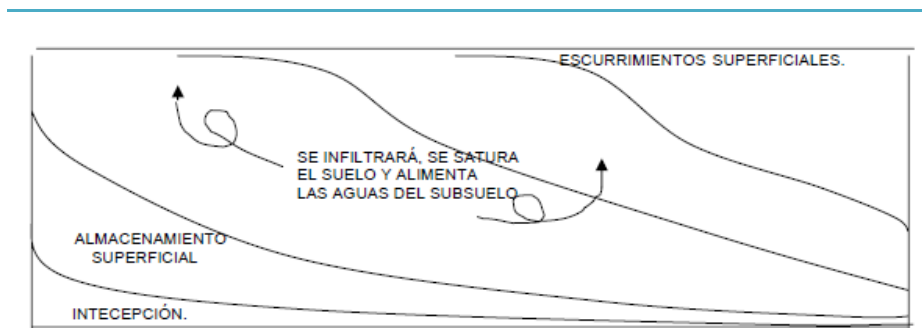 ESCURRIMIENTOS SUPERFICIALES.
SE INFILTRARÁ, SE SATURA
EL SUELO Y ALIMENTA
LAS AGUAS DEL SUBSUELO
ALMACENAMIENTO
SUPERFICIAL
INTECEPCIÓN.